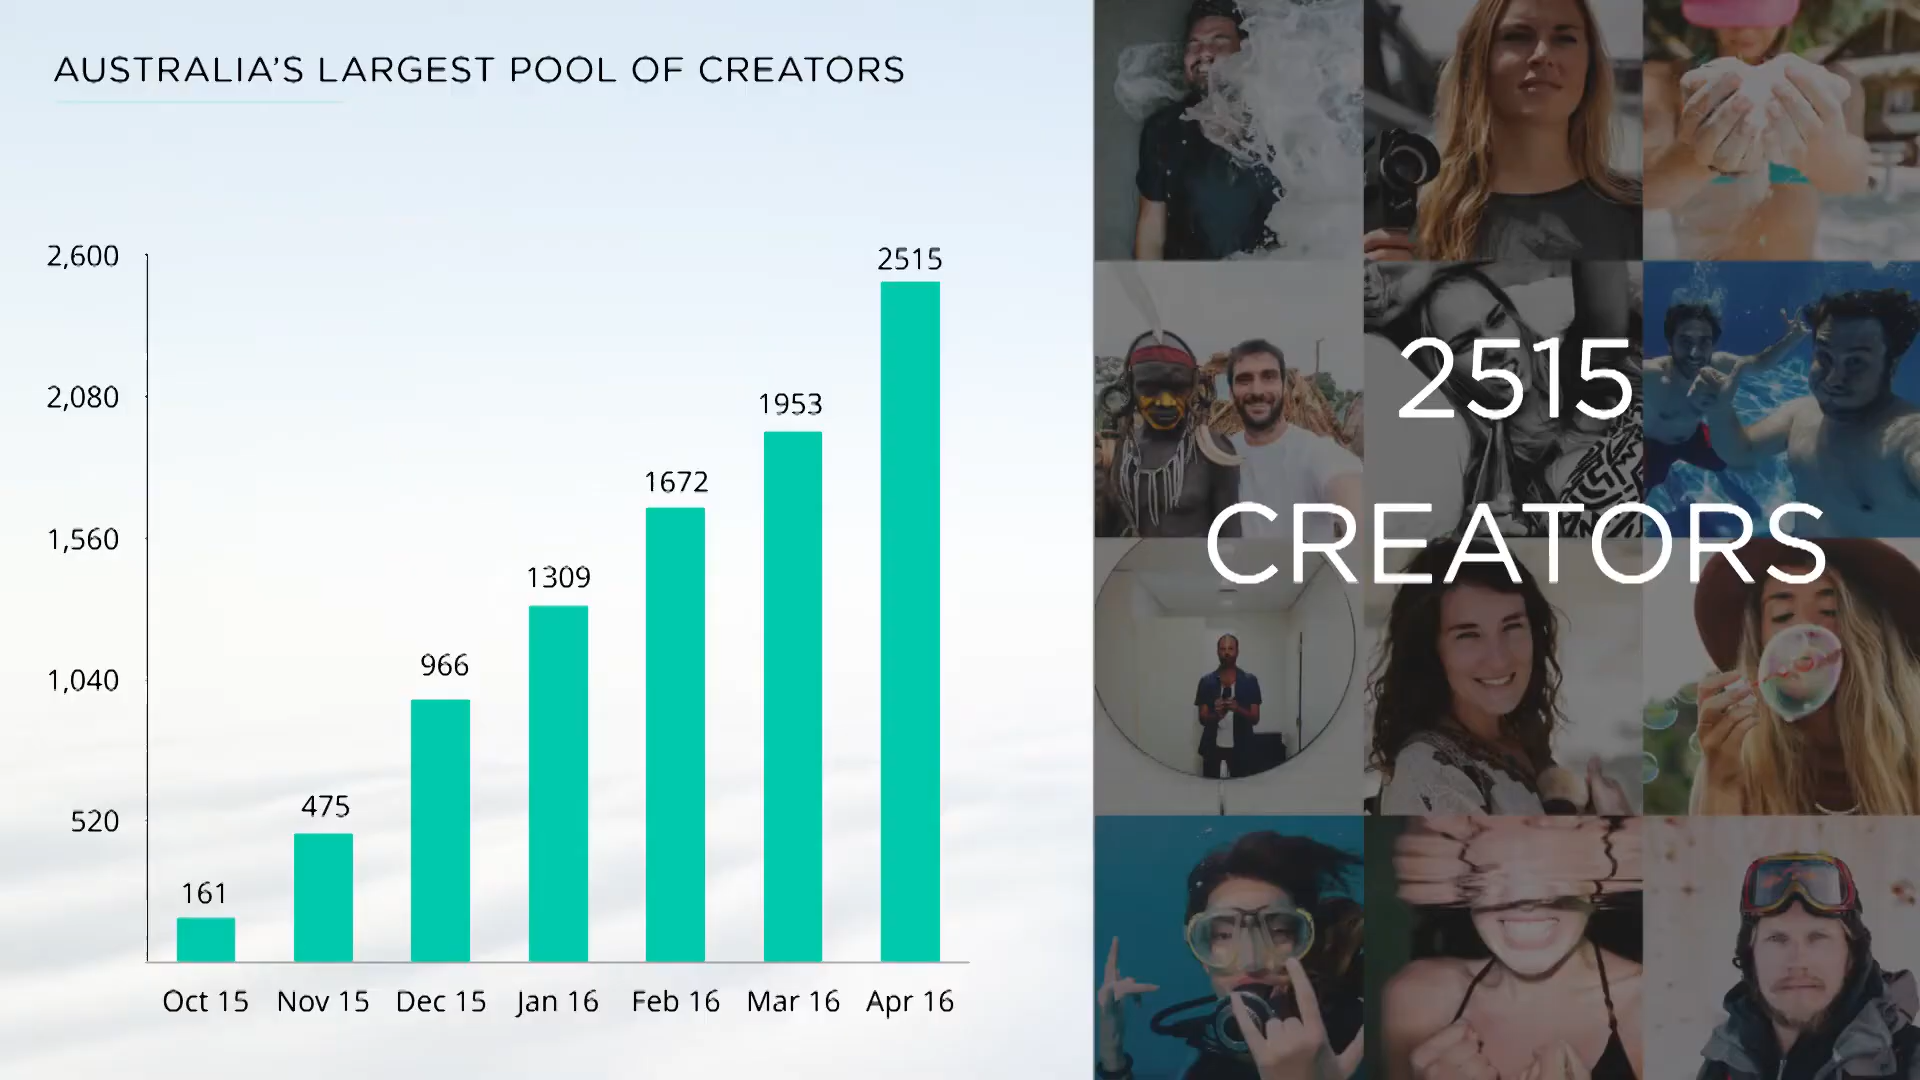 AUSTRALIA'S LARGEST POOL OF CREATORS
2,600
2,080
1,560
1,040
520
161
475
966
1309
1672
1953
2515
Oct 15
Nov 15
Dec 15
Jan 16
Feb 16
Mar 16
Apr 16
2515
CREATORS